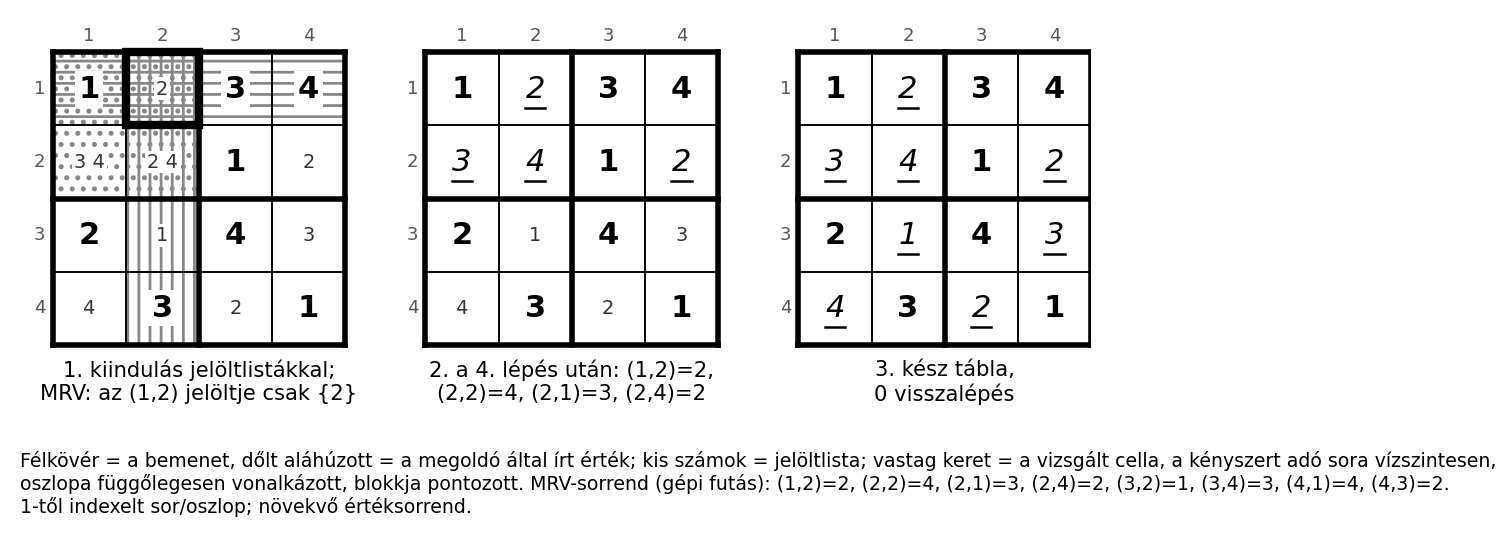 1 2 3 4 1 2 3 4 1 2 3 4
1 1 2 3 4 1 1 2 3 4 1 1 2 3 4
2 3 4 2 4 1 2 2 3 4 1 2 2 3 4 1 2
3 2 1 4 3 3 2 1 4 3 3 2 1 4 3
4 4 3 2 1 4 4 3 2 1 4 4 3 2 1
1. kiindulás jelöltlistákkal;
MRV: az (1,2) jelöltje csak {2}
2. a 4. lépés után: (1,2)=2,
(2,2)=4, (2,1)=3, (2,4)=2
3. kész tábla,
0 visszalépés
Félkövér = a bemenet, dőlt aláhúzott = a megoldó által írt érték; kis számok = jelöltlista; vastag keret = a vizsgált cella, a kényszert adó sora vízszintesen,
oszlopa függőlegesen vonalkázott, blokkja pontozott. MRV-sorrend (gépi futás): (1,2)=2, (2,2)=4, (2,1)=3, (2,4)=2, (3,2)=1, (3,4)=3, (4,1)=4, (4,3)=2.
1-től indexelt sor/oszlop; növekvő értéksorrend.